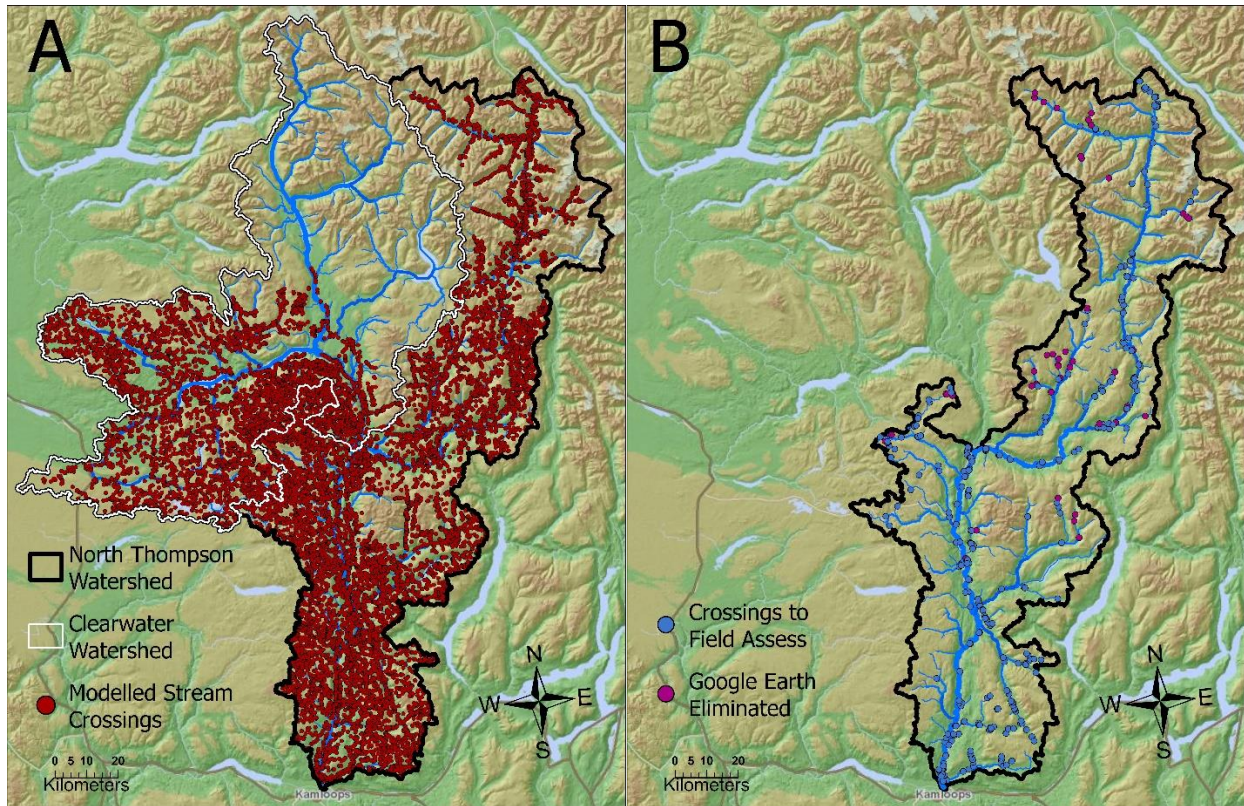 A
North Thompson
Watershed
Clearwater
Watershed
Modelled Stream
Crossings
N
W E
S
0 5 10 20
Kilometers
Kamloops
B
Crossings to
Field Assess
Google Earth
Eliminated
N
W E
S
0 5 10 20
Kilometers
Kamloops